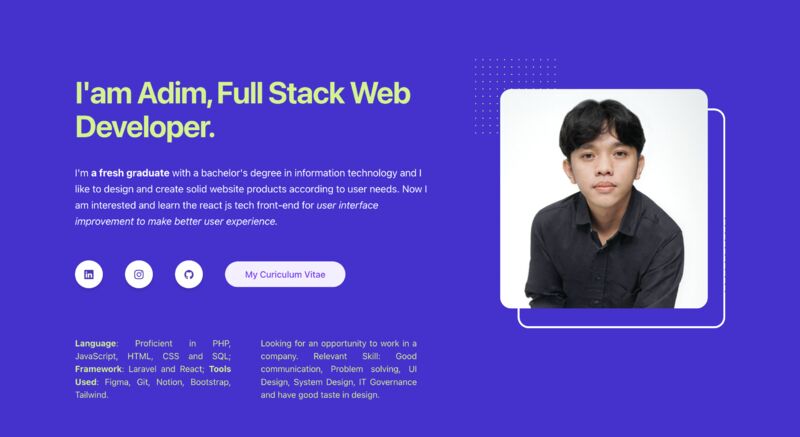 I'am Adim, Full Stack Web
Developer.
I'm a fresh graduate with a bachelor's degree in information technology and I
like to design and create solid website products according to user needs. Now I
am interested and learn the react js tech front-end for user interface
improvement to make better user experience.
My Curiculum Vitae
Language: Proficient in PHP,
JavaScript, HTML, CSS and SQL;
Framework: Laravel and React; Tools
Used: Figma, Git, Notion, Bootstrap,
Tailwind.
Looking for an opportunity to work in a
company. Relevant Skill: Good
communication, Problem solving, UI
Design, System Design, IT Governance
and have good taste in design.